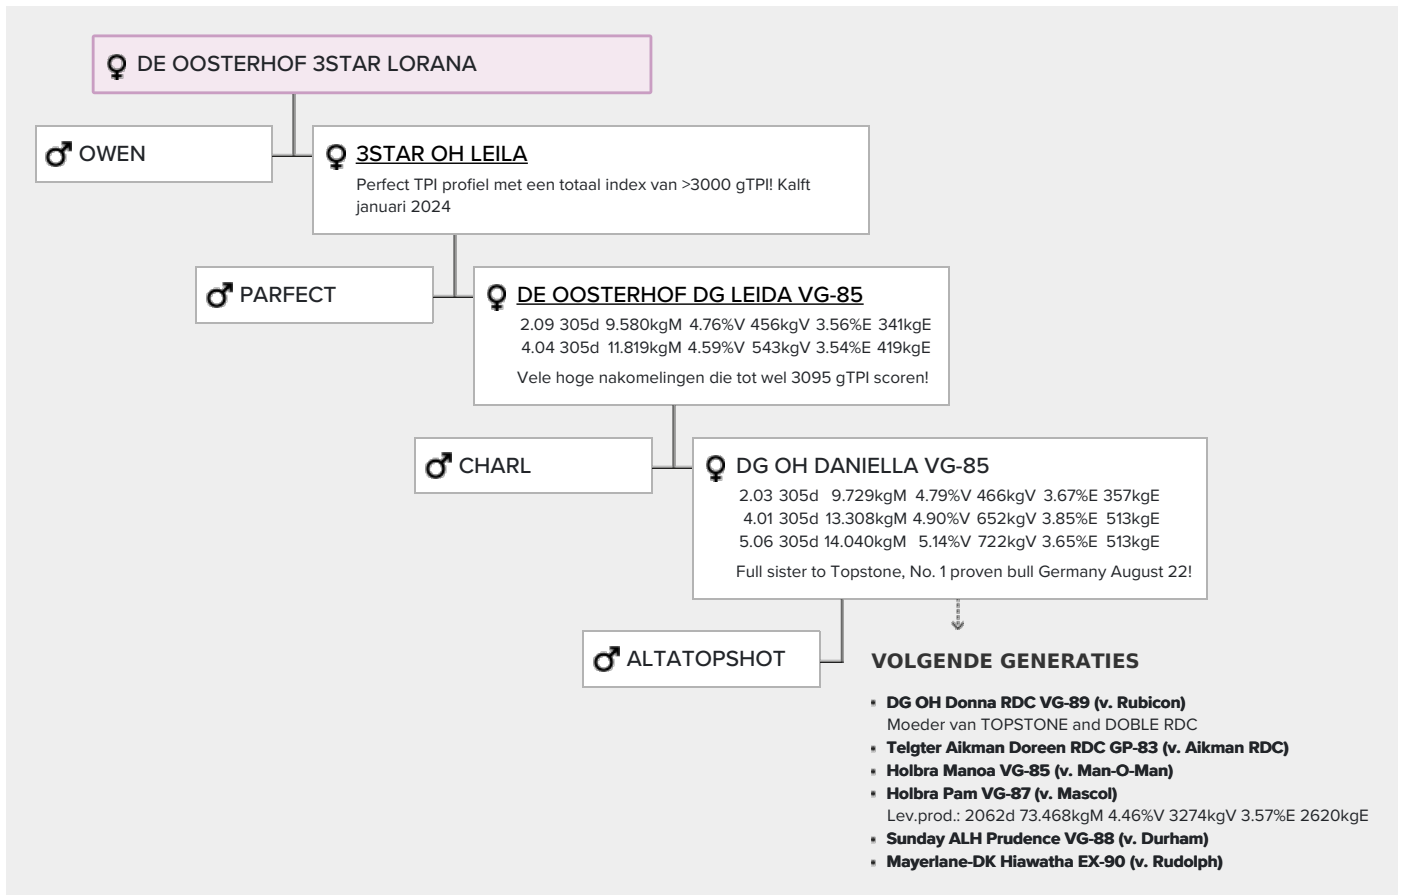 DE OOSTERHOF 3STAR LORANA
OWEN
3STAR OH LEILA
Perfect TPI profiel met een totaal index van >3000 gTPI! Kalft
januari 2024
PARFECT
DE OOSTERHOF DG LEIDA VG-85
2.09 305d 9.580kgM 4.76%V 456kgV 3.56%E 341kgE
4.04 305d 11.819kgM 4.59%V 543kgV 3.54%E 419kgE
Vele hoge nakomelingen die tot wel 3095 gTPI scoren!
CHARL
DG OH DANIELLA VG-85
2.03 305d 9.729kgM 4.79%V 466kgV 3.67%E 357kgE
4.01 305d 13.308kgM 4.90%V 652kgV 3.85%E 513kgE
5.06 305d 14.040kgM 5.14%V 722kgV 3.65%E 513kgE
Full sister to Topstone, No. 1 proven bull Germany August 22!
ALTATOPSHOT
VOLGENDE GENERATIES
DG OH Donna RDC VG-89 (v. Rubicon)
Moeder van TOPSTONE and DOBLE RDC
Telgter Aikman Doreen RDC GP-83 (v. Aikman RDC)
Holbra Manoa VG-85 (v. Man-O-Man)
Holbra Pam VG-87 (v. Mascol)
Lev.prod.: 2062d 73.468kgM 4.46%V 3274kgV 3.57%E 2620kgE
Sunday ALH Prudence VG-88 (v. Durham)
Mayerlane-DK Hiawatha EX-90 (v. Rudolph)